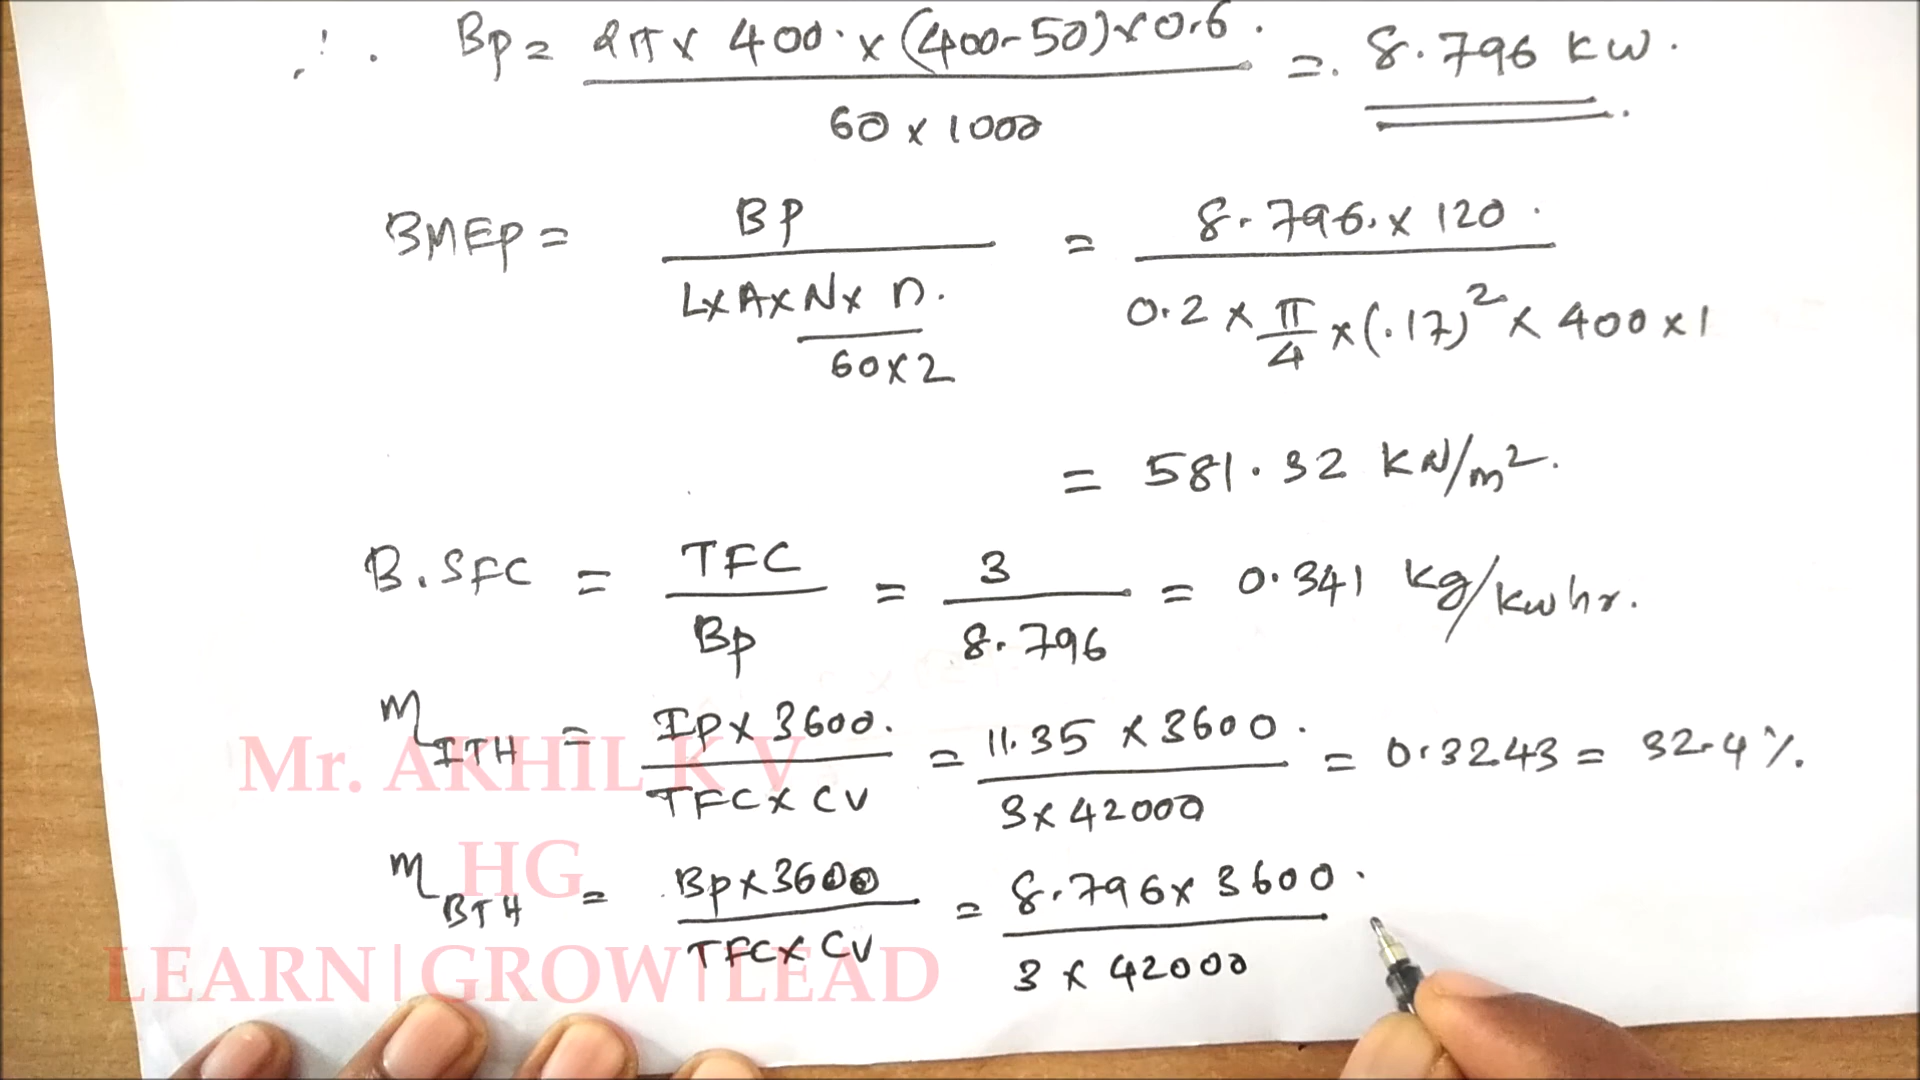 ∴ Bp = 2π x 400 x (400-50) x 0.6 / 60 x 1000 = 8.796 kw.
BMEp = BP / L x A x N x n / 60 x 2 = 8.796 x 120 / 0.2 x π/4 x (.17)² x 400 x 1
= 581.32 KN/m².
B.SFC = TFC / Bp = 3 / 8.796 = 0.341 kg/kwhr.
η ITH = Ip x 3600 / TFC x CV = 11.35 x 3600 / 3 x 42000 = 0.3243 = 32.4 %.
Mr. AKHIL K V
η BTH = Bp x 3600 / TFC x CV = 8.796 x 3600 / 3 x 42000
HG
LEARN|GROW|LEAD